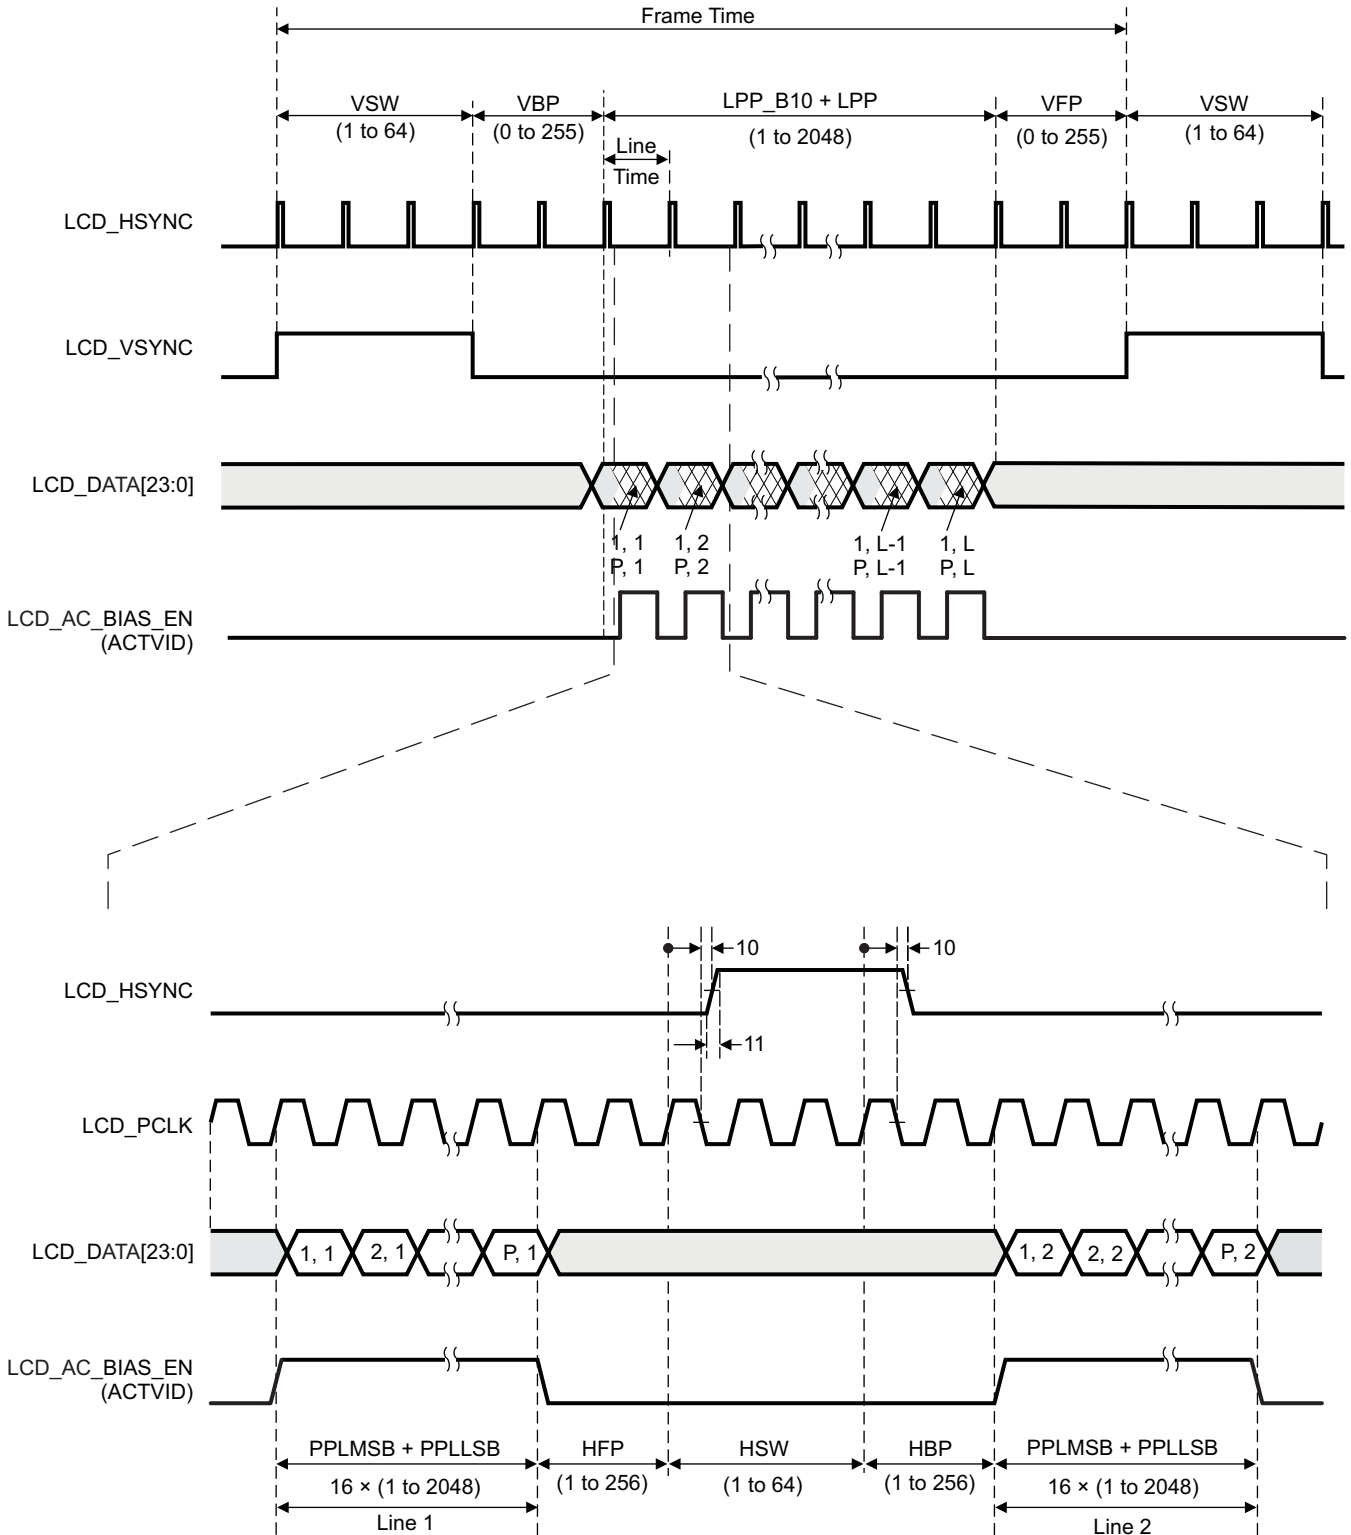 Frame Time
VSW
(1 to 64)
VBP
(0 to 255)
LPP_B10 + LPP
(1 to 2048)
VFP
(0 to 255)
VSW
(1 to 64)
Line
Time
LCD_HSYNC
LCD_VSYNC
LCD_DATA[23:0]
1, 1
P, 1
1, 2
P, 2
1, L-1
P, L-1
1, L
P, L
LCD_AC_BIAS_EN
(ACTVID)
10
10
LCD_HSYNC
11
LCD_PCLK
LCD_DATA[23:0]
1, 1
2, 1
P, 1
1, 2
2, 2
P, 2
LCD_AC_BIAS_EN
(ACTVID)
PPLMSB + PPLLSB
16 × (1 to 2048)
Line 1
HFP
(1 to 256)
HSW
(1 to 64)
HBP
(1 to 256)
PPLMSB + PPLLSB
16 × (1 to 2048)
Line 2